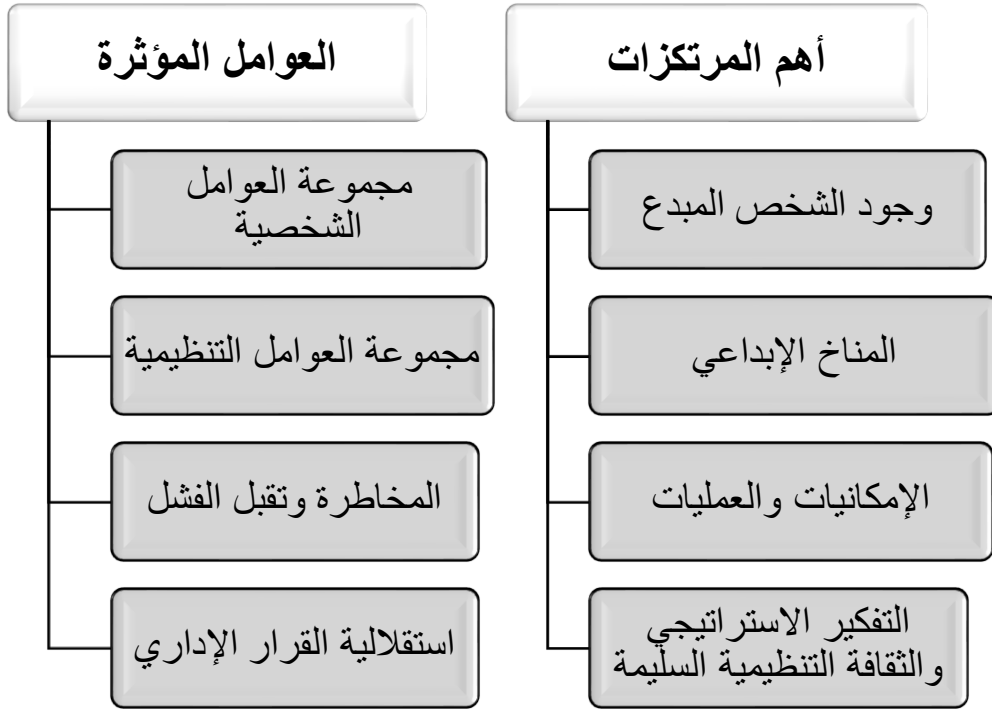 أهم المرتكزات
وجود الشخص المبدع
المناخ الإبداعي
الإمكانيات والعمليات
التفكير الاستراتيجي
والثقافة التنظيمية السليمة
العوامل المؤثرة
مجموعة العوامل
الشخصية
مجموعة العوامل التنظيمية
المخاطرة وتقبل الفشل
استقلالية القرار الإداري